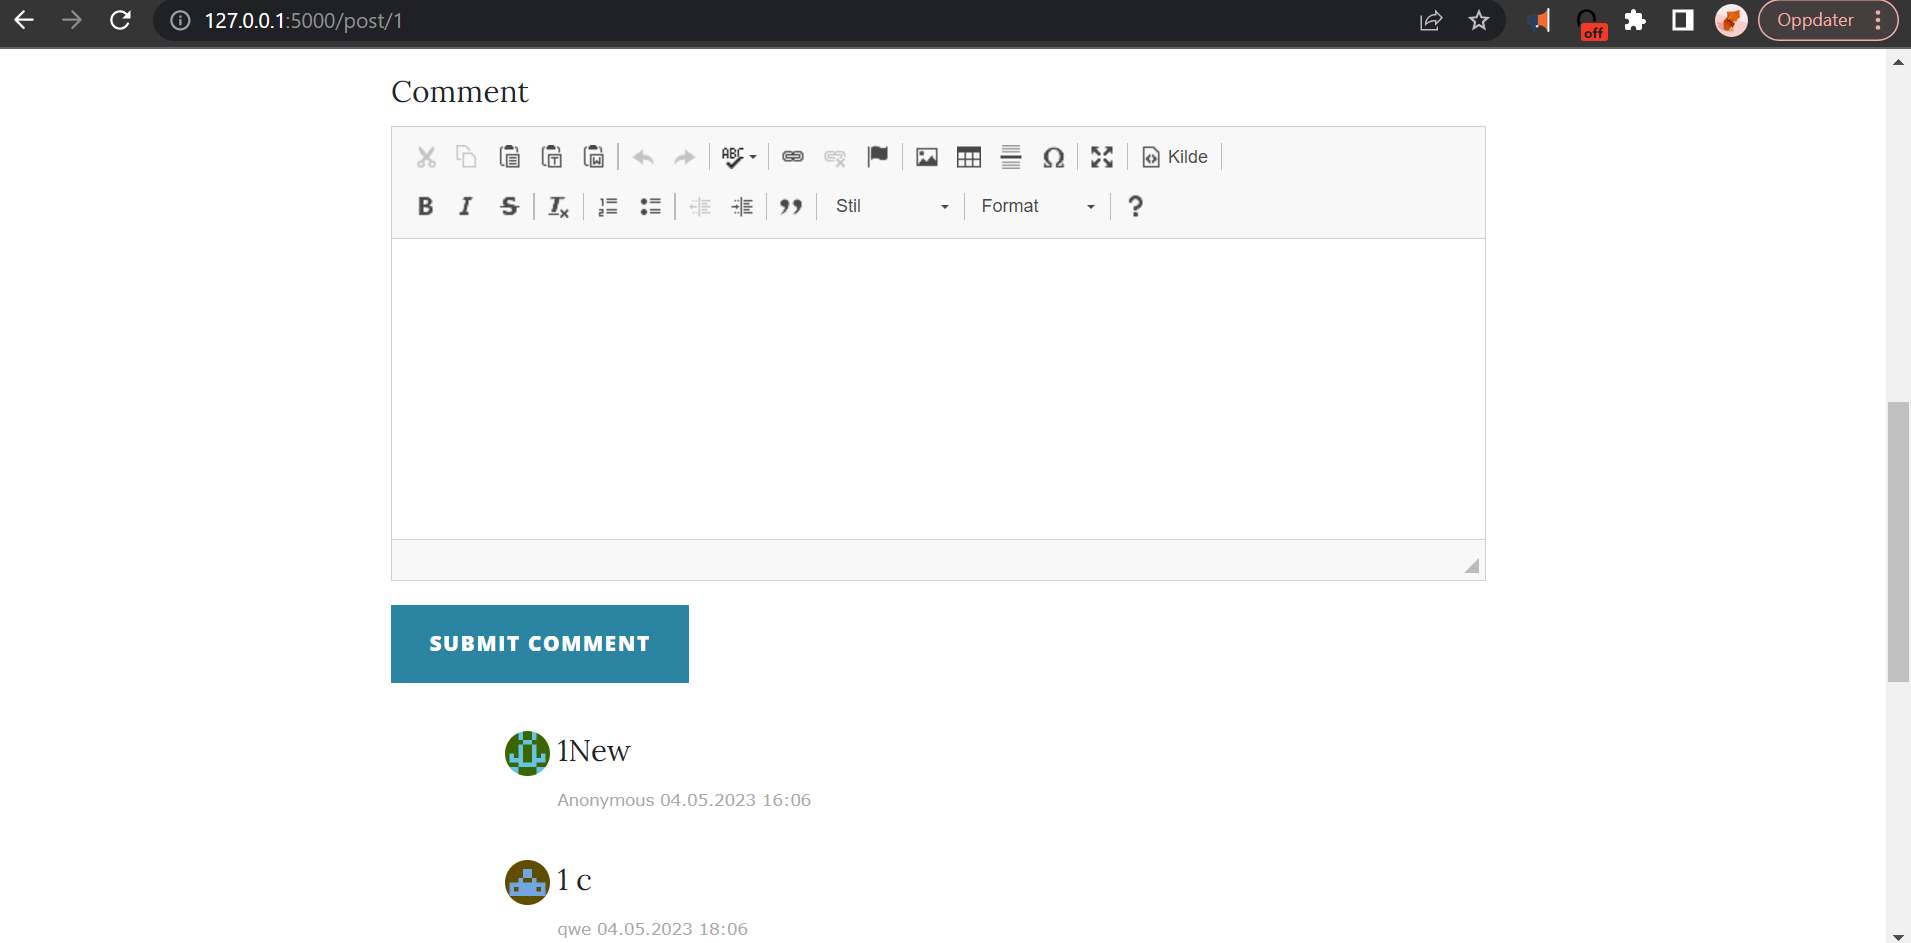 127.0.0.1:5000/post/1
off
Oppdater
Comment
ABC
Kilde
Stil
Format
SUBMIT COMMENT
1New
Anonymous 04.05.2023 16:06
1 c
qwe 04.05.2023 18:06